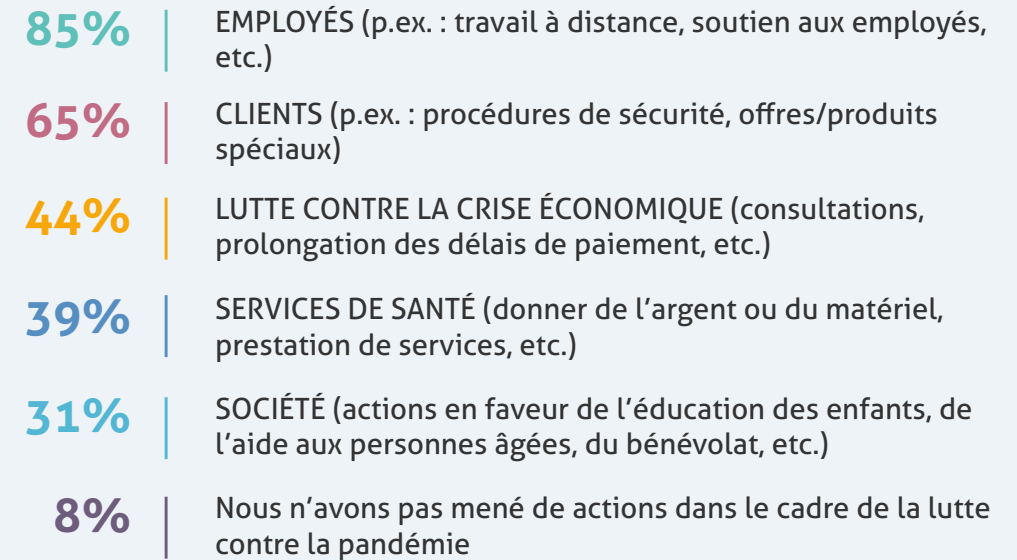 85% EMPLOYÉS (p.ex. : travail à distance, soutien aux employés,
etc.)
65% CLIENTS (p.ex. : procédures de sécurité, offres/produits
spéciaux)
44% LUTTE CONTRE LA CRISE ÉCONOMIQUE (consultations,
prolongation des délais de paiement, etc.)
39% SERVICES DE SANTÉ (donner de l’argent ou du matériel,
prestation de services, etc.)
31% SOCIÉTÉ (actions en faveur de l’éducation des enfants, de
l’aide aux personnes âgées, du bénévolat, etc.)
8% Nous n’avons pas mené de actions dans le cadre de la lutte
contre la pandémie